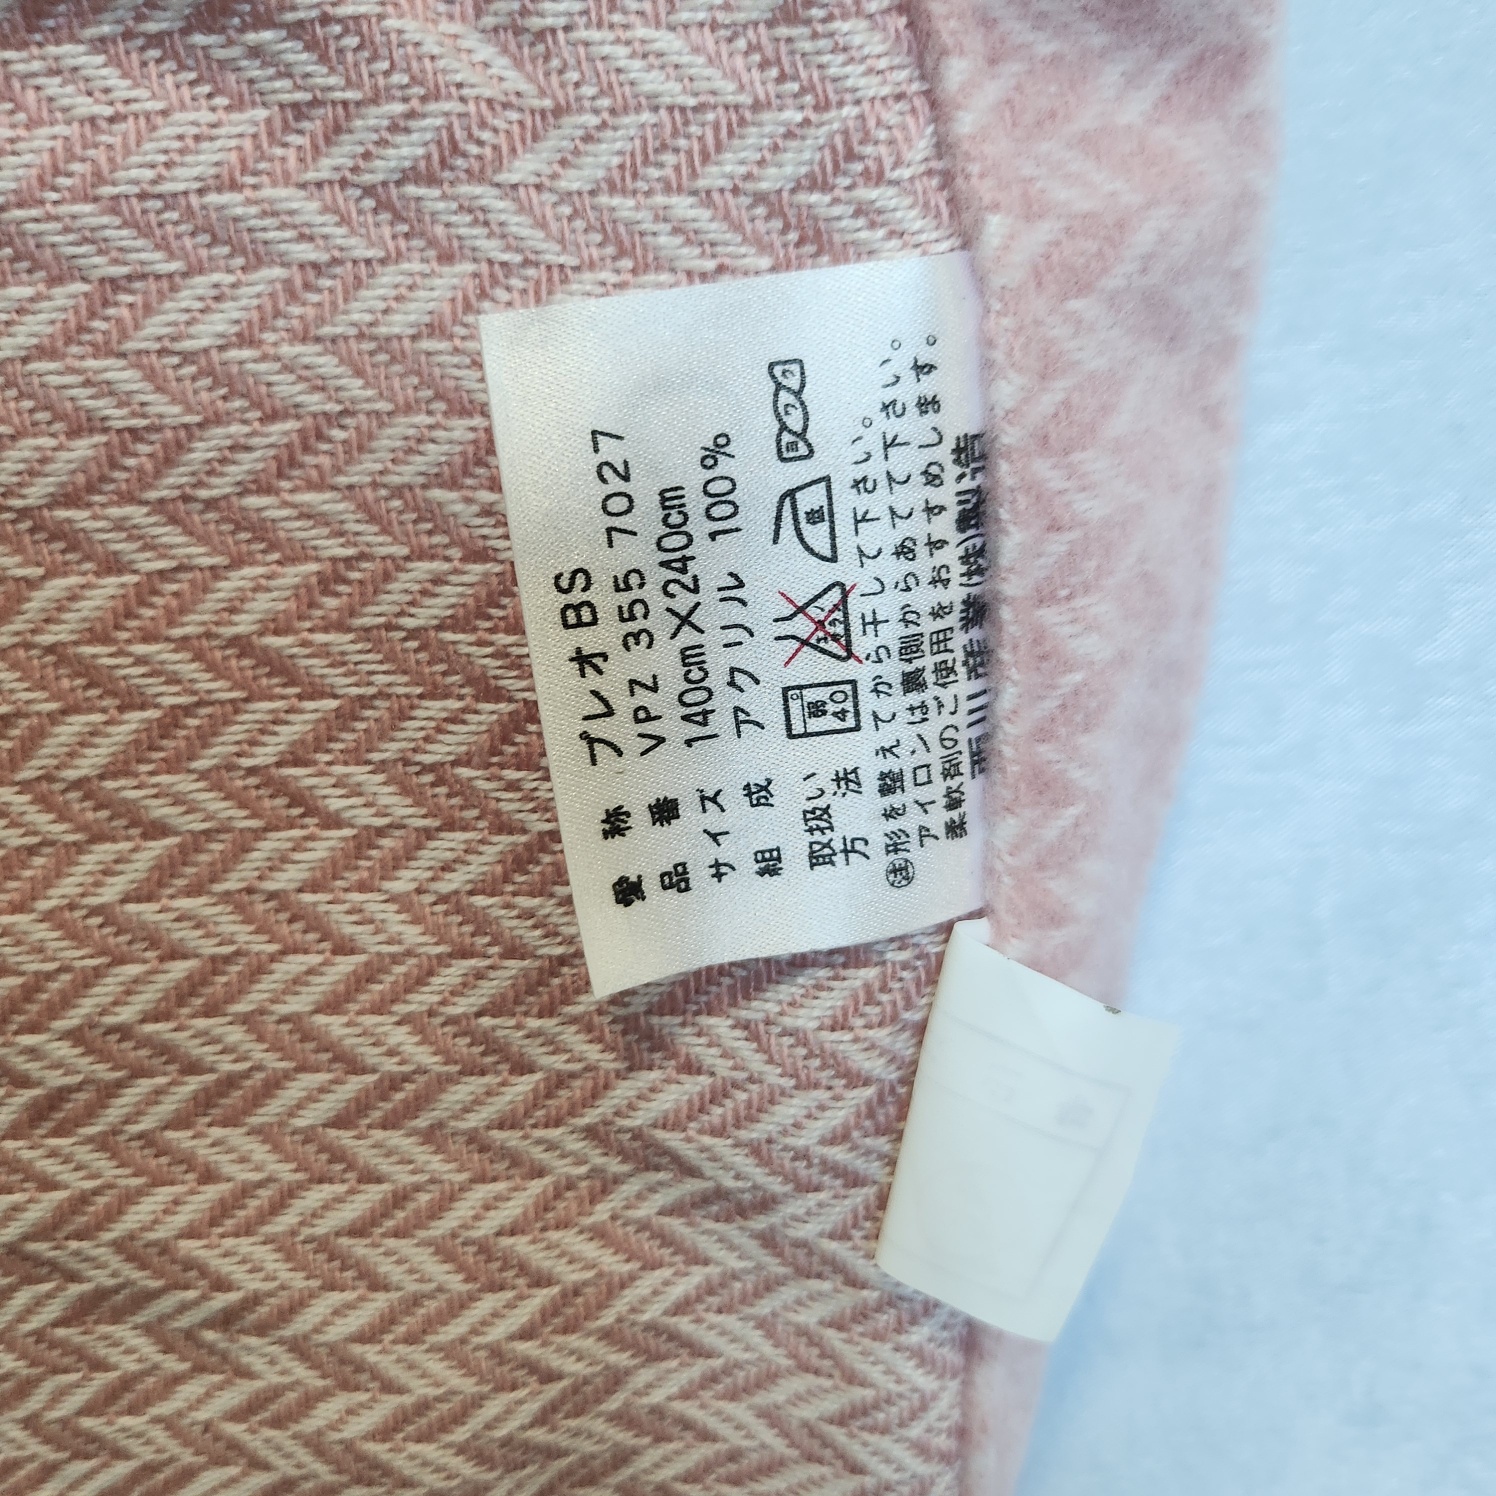 愛称 プレオBS
品番 VPZ 355 7027
サイズ 140cm×240cm
組成 アクリル 100%
取扱い方法
弱 40
低
㊟形を整えてから干して下さい。
アイロンは裏側からあてて下さい。
柔軟剤のご使用をおすすめします。
西川産業(株)製造